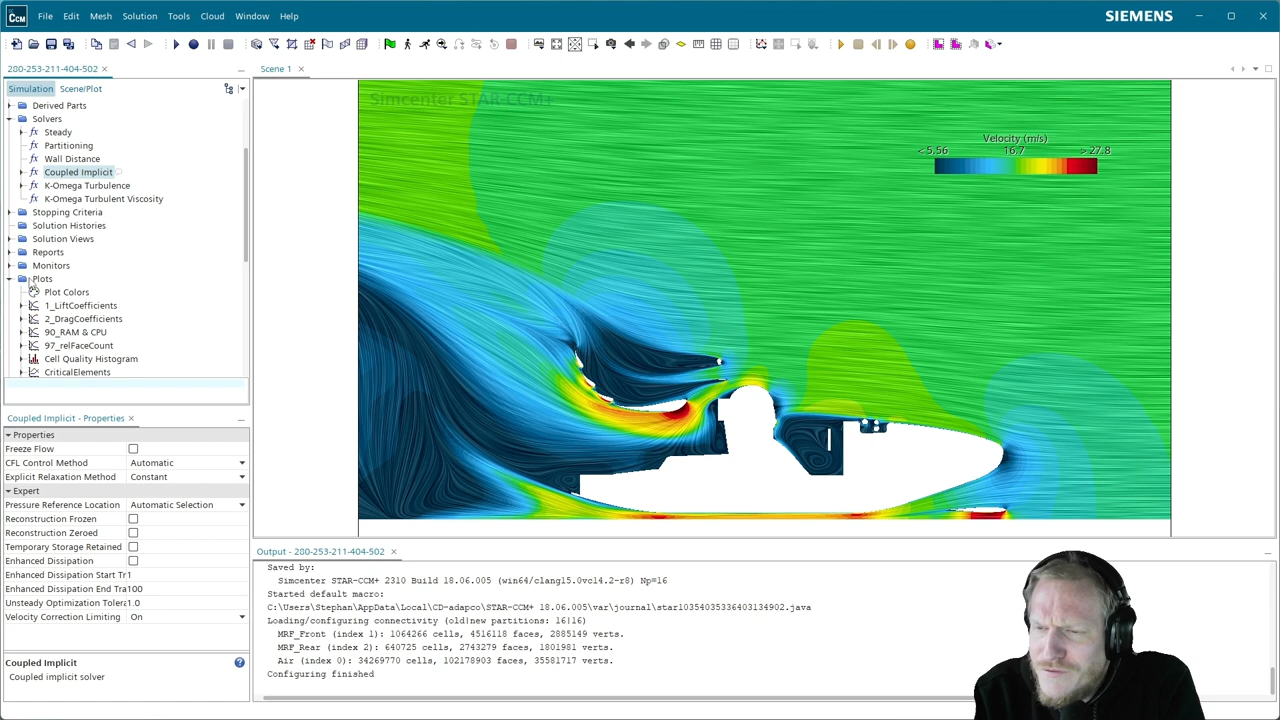 CCM File Edit Mesh Solution Tools Cloud Window Help SIEMENS
280-253-211-404-502
Scene 1
Simulation Scene/Plot
Derived Parts
Solvers
Steady
Partitioning
Wall Distance
Coupled Implicit
K-Omega Turbulence
K-Omega Turbulent Viscosity
Stopping Criteria
Solution Histories
Solution Views
Reports
Monitors
Plots
Plot Colors
1_LiftCoefficients
2_DragCoefficients
90_RAM & CPU
97_relFaceCount
Cell Quality Histogram
CriticalElements
Coupled Implicit - Properties
Properties
Freeze Flow
CFL Control Method Automatic
Explicit Relaxation Method Constant
Expert
Pressure Reference Location Automatic Selection
Reconstruction Frozen
Reconstruction Zeroed
Temporary Storage Retained
Enhanced Dissipation
Enhanced Dissipation Start Tr 1
Enhanced Dissipation End Tra 100
Unsteady Optimization Tolera 1.0
Velocity Correction Limiting On
Coupled Implicit
Coupled implicit solver
Simcenter STAR-CCM+
Velocity (m/s)
< 5.56 16.7 > 27.8
Output - 280-253-211-404-502
Saved by:
Simcenter STAR-CCM+ 2310 Build 18.06.005 (win64/clang15.0vc14.2-r8) Np=16
Started default macro:
C:\Users\Stephan\AppData\Local\CD-adapco\STAR-CCM+ 18.06.005\var\journal\star10354035336403134902.java
Loading/configuring connectivity (old|new partitions: 16|16)
MRF_Front (index 1): 1064266 cells, 4516118 faces, 2885149 verts.
MRF_Rear (index 2): 640725 cells, 2743279 faces, 1801981 verts.
Air (index 0): 34269770 cells, 102178903 faces, 35581717 verts.
Configuring finished